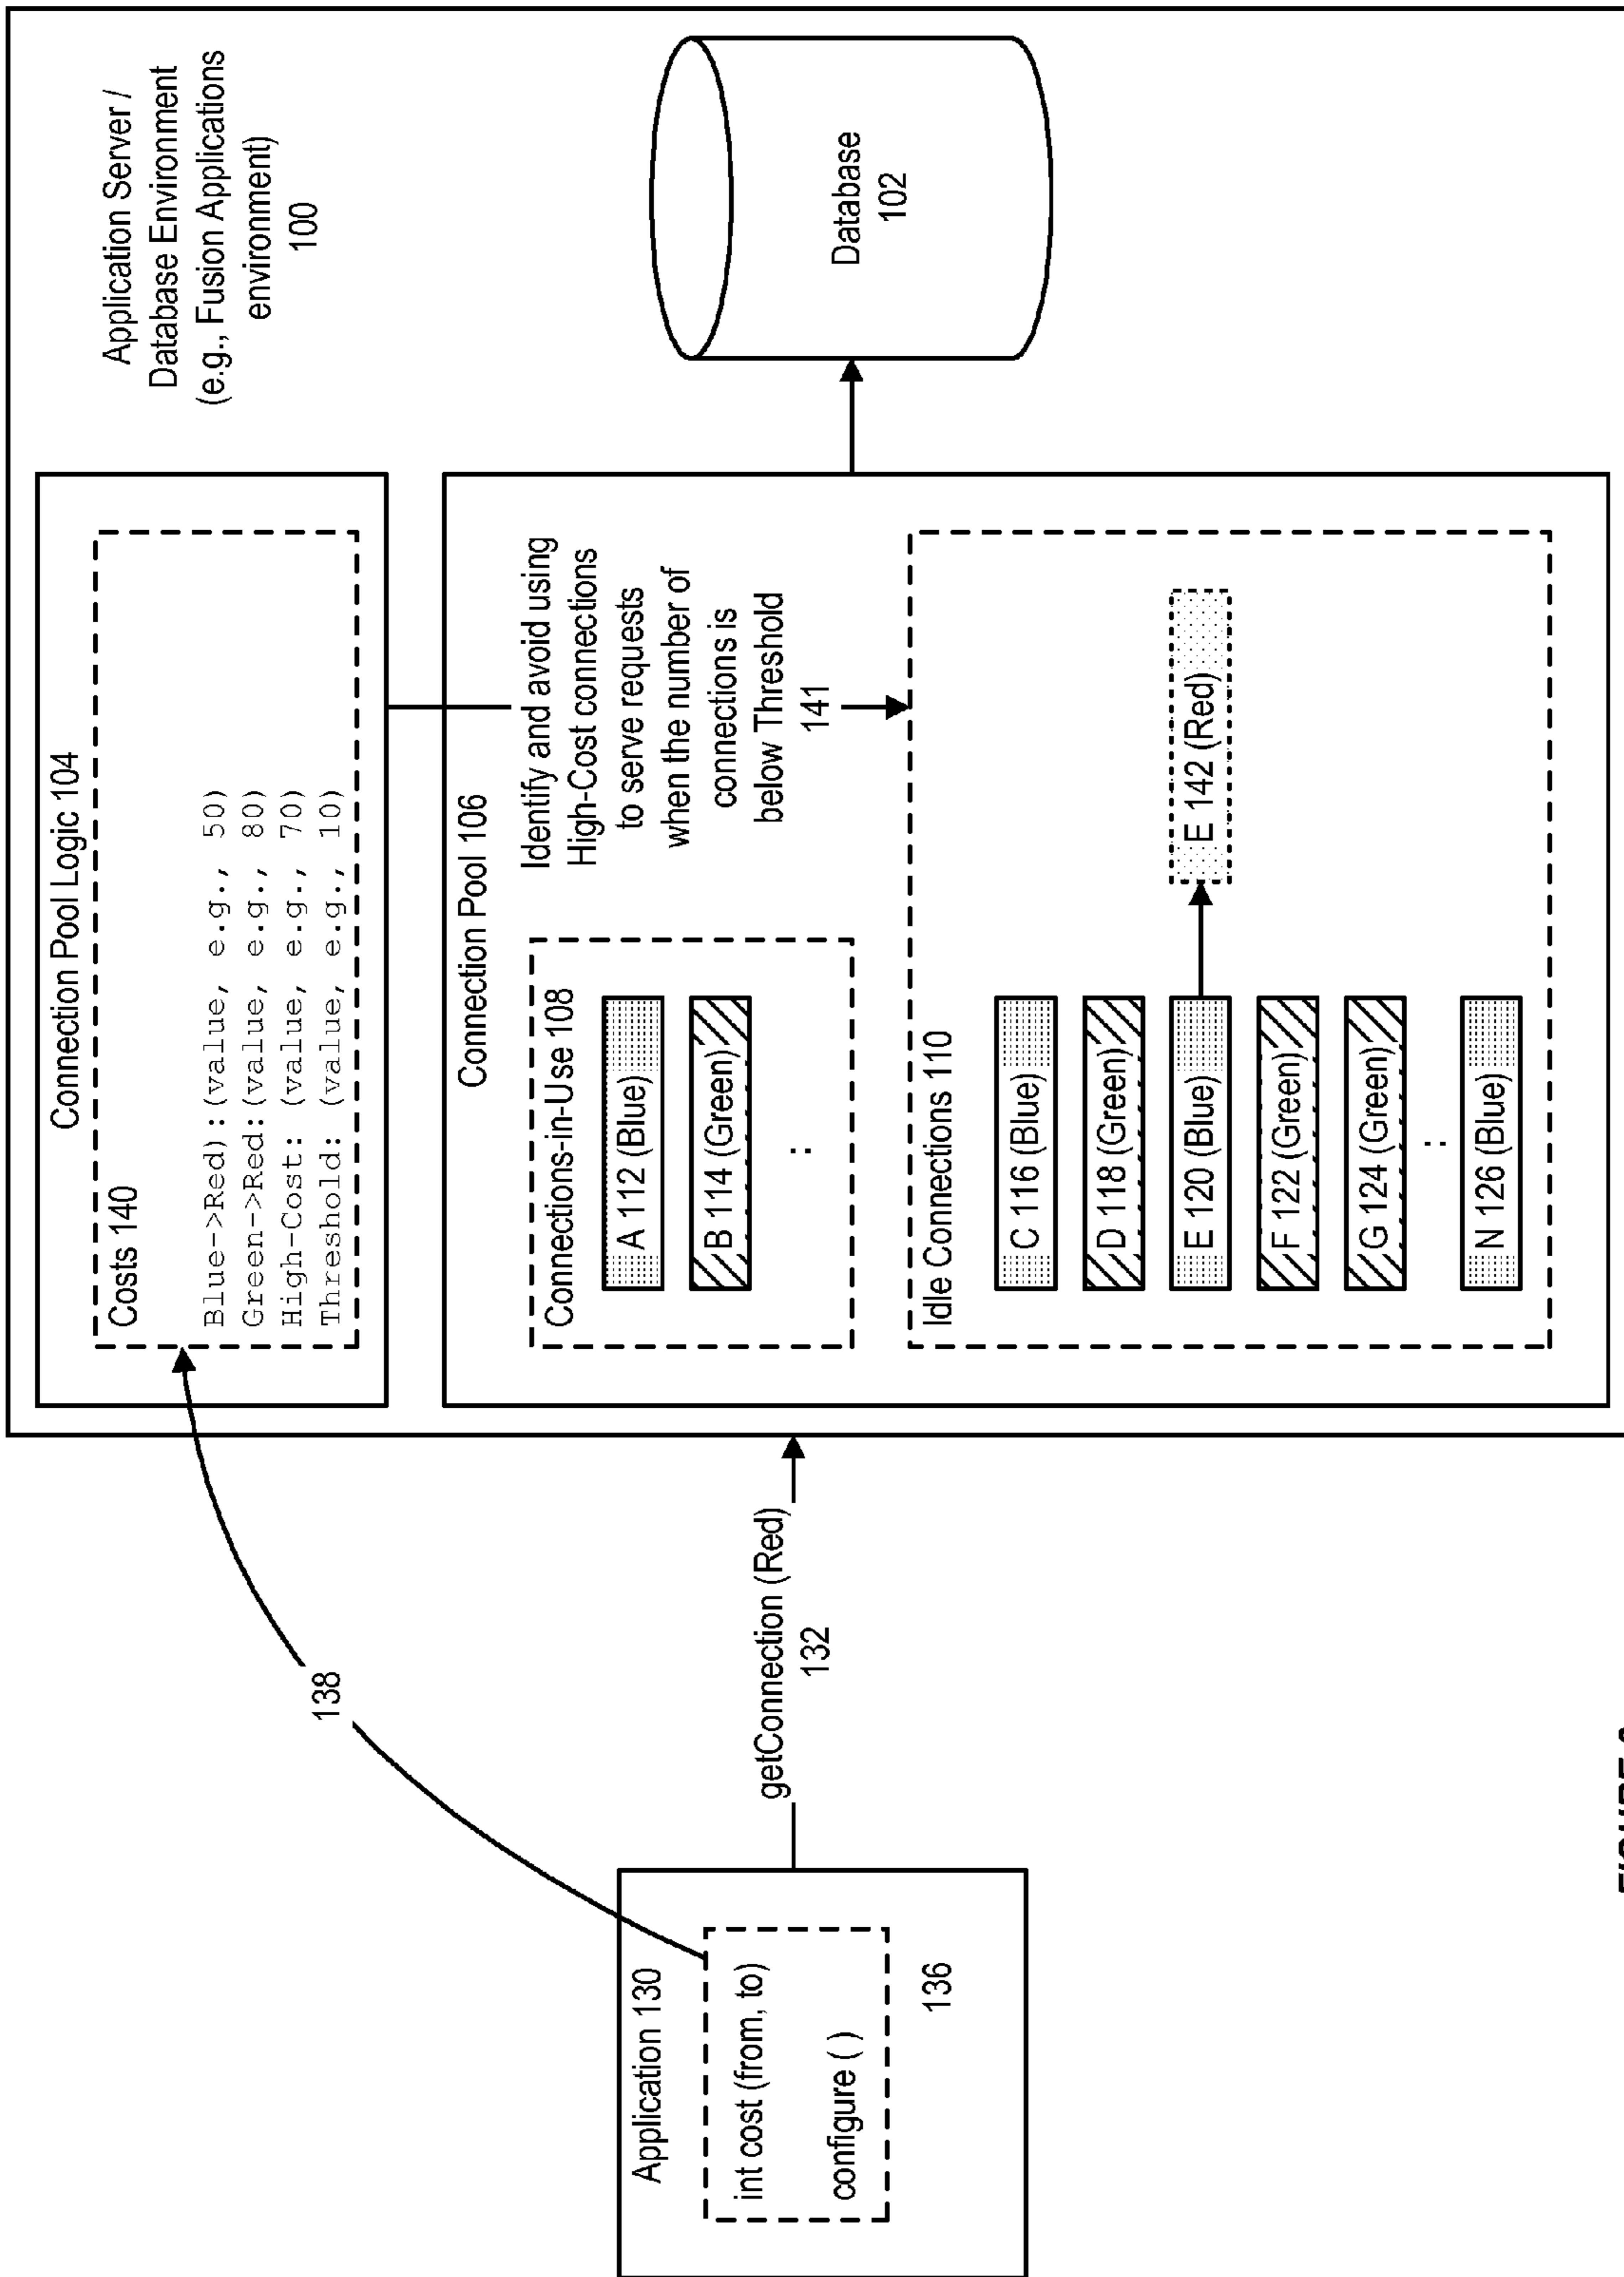 Application Server /
Database Environment
(e.g., Fusion Applications
environment)
100
Connection Pool Logic 104
Costs 140
Blue->Red):(value, e.g., 50)
Green->Red:(value, e.g., 80)
High-Cost: (value, e.g., 70)
Threshold: (value, e.g., 10)
138
Connection Pool 106
Identify and avoid using
High-Cost connections
to serve requests
when the number of
connections is
below Threshold
141
Connections-in-Use 108
A 112 (Blue)
B 114 (Green)
:
Idle Connections 110
C 116 (Blue)
D 118 (Green)
E 120 (Blue)
E 142 (Red)
F 122 (Green)
G 124 (Green)
:
N 126 (Blue)
Database
102
getConnection (Red)
132
Application 130
int cost (from, to)
configure ( )
136
FIGURE